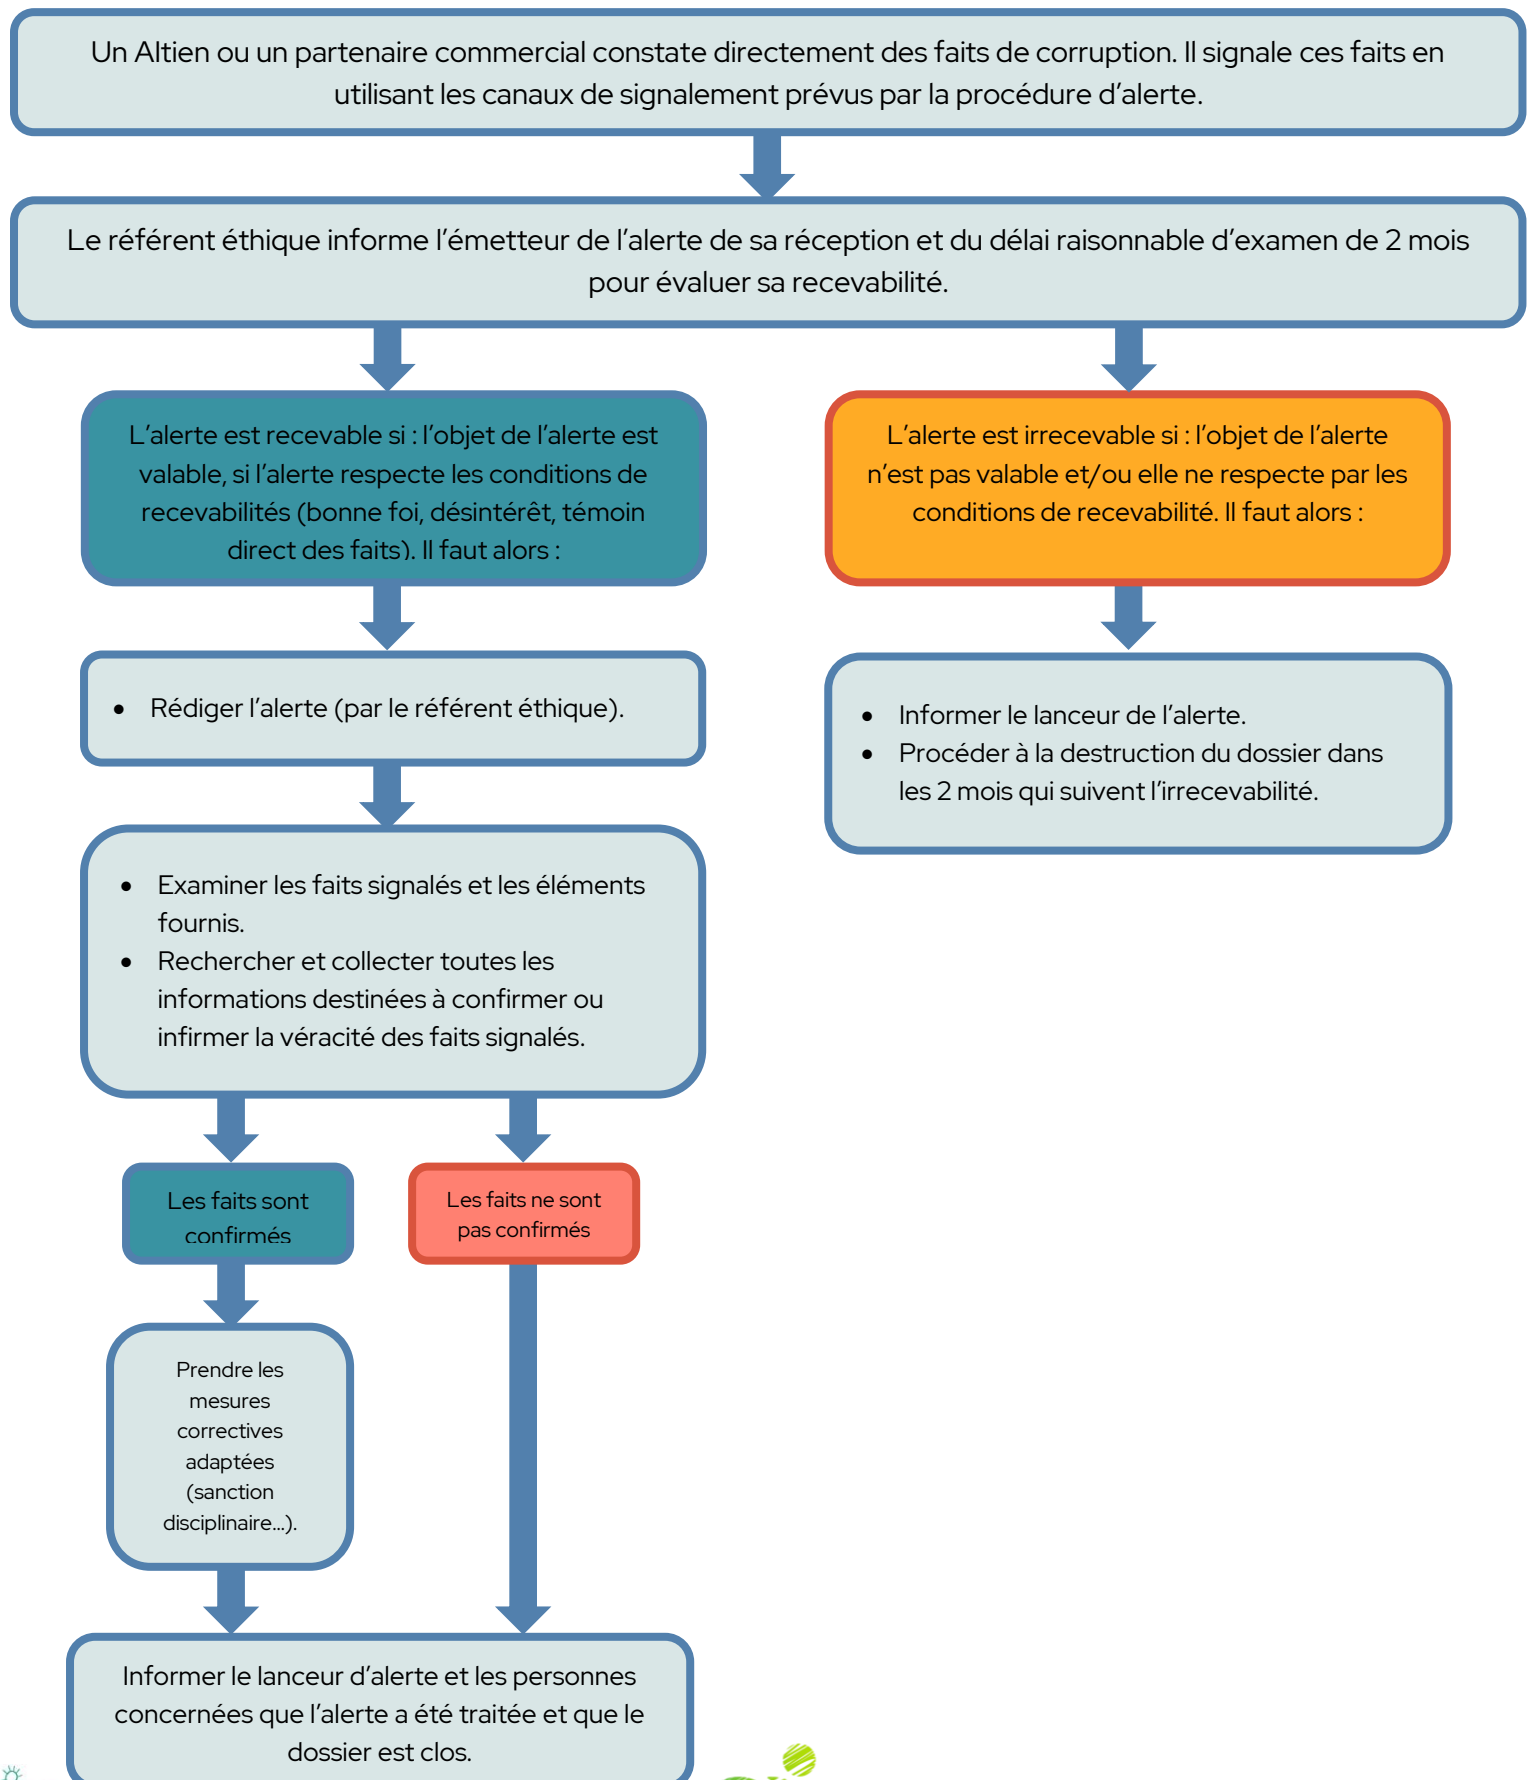 Un Altien ou un partenaire commercial constate directement des faits de corruption. Il signale ces faits en
utilisant les canaux de signalement prévus par la procédure d’alerte.
Le référent éthique informe l’émetteur de l’alerte de sa réception et du délai raisonnable d’examen de 2 mois
pour évaluer sa recevabilité.
L’alerte est recevable si : l’objet de l’alerte est
valable, si l’alerte respecte les conditions de
recevabilités (bonne foi, désintérêt, témoin
direct des faits). Il faut alors :
L’alerte est irrecevable si : l’objet de l’alerte
n’est pas valable et/ou elle ne respecte par les
conditions de recevabilité. Il faut alors :
• Rédiger l’alerte (par le référent éthique).
• Informer le lanceur de l’alerte.
• Procéder à la destruction du dossier dans
les 2 mois qui suivent l’irrecevabilité.
• Examiner les faits signalés et les éléments
fournis.
• Rechercher et collecter toutes les
informations destinées à confirmer ou
infirmer la véracité des faits signalés.
Les faits sont
confirmés
Les faits ne sont
pas confirmés
Prendre les
mesures
correctives
adaptées
(sanction
disciplinaire…).
Informer le lanceur d’alerte et les personnes
concernées que l’alerte a été traitée et que le
dossier est clos.